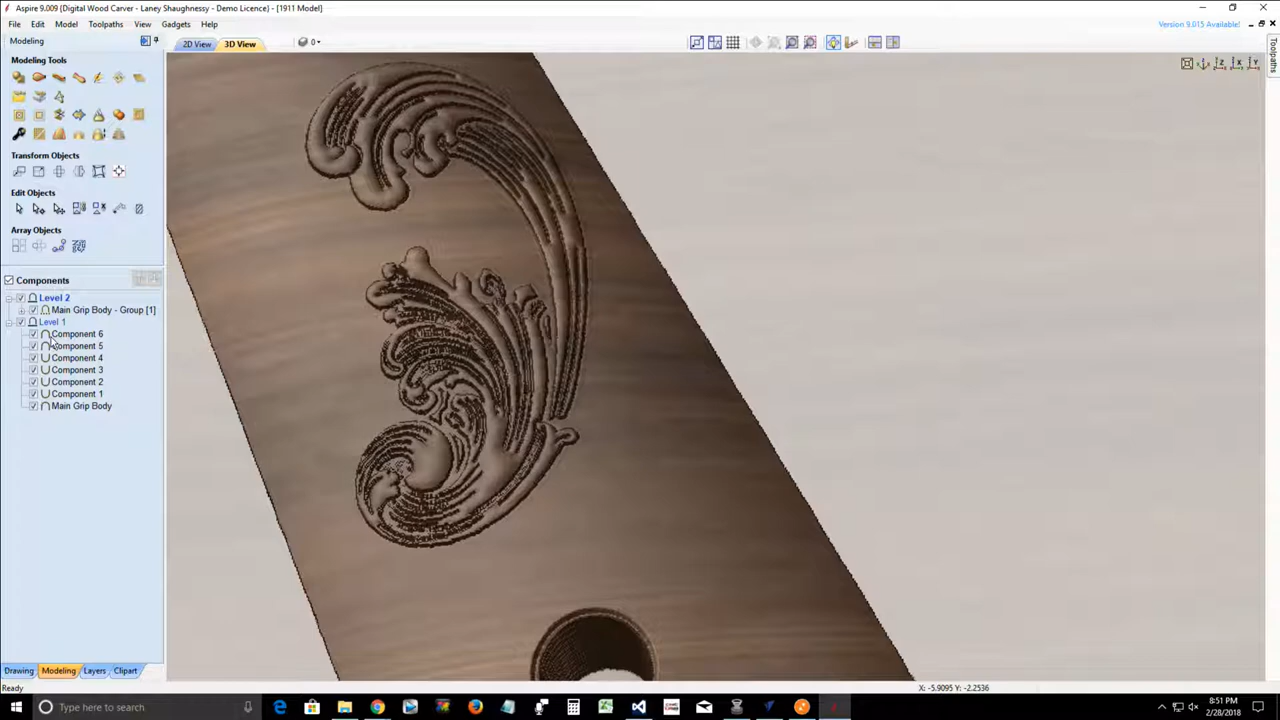 Aspire 9.009 (Digital Wood Carver - Laney Shaughnessy - Demo Licence) - [1911 Model]
File Edit Model Toolpaths View Gadgets Help
Version 9.015 Available!
Modeling
2D View
3D View
0
Toolpaths
Modeling Tools
Transform Objects
Edit Objects
Array Objects
Components
Level 2
Main Grip Body - Group [1]
Level 1
Component 6
Component 5
Component 4
Component 3
Component 2
Component 1
Main Grip Body
Drawing Modeling Layers Clipart
Ready
X: -5.9095 Y: -2.2536
Type here to search
8:51 PM
2/28/2018